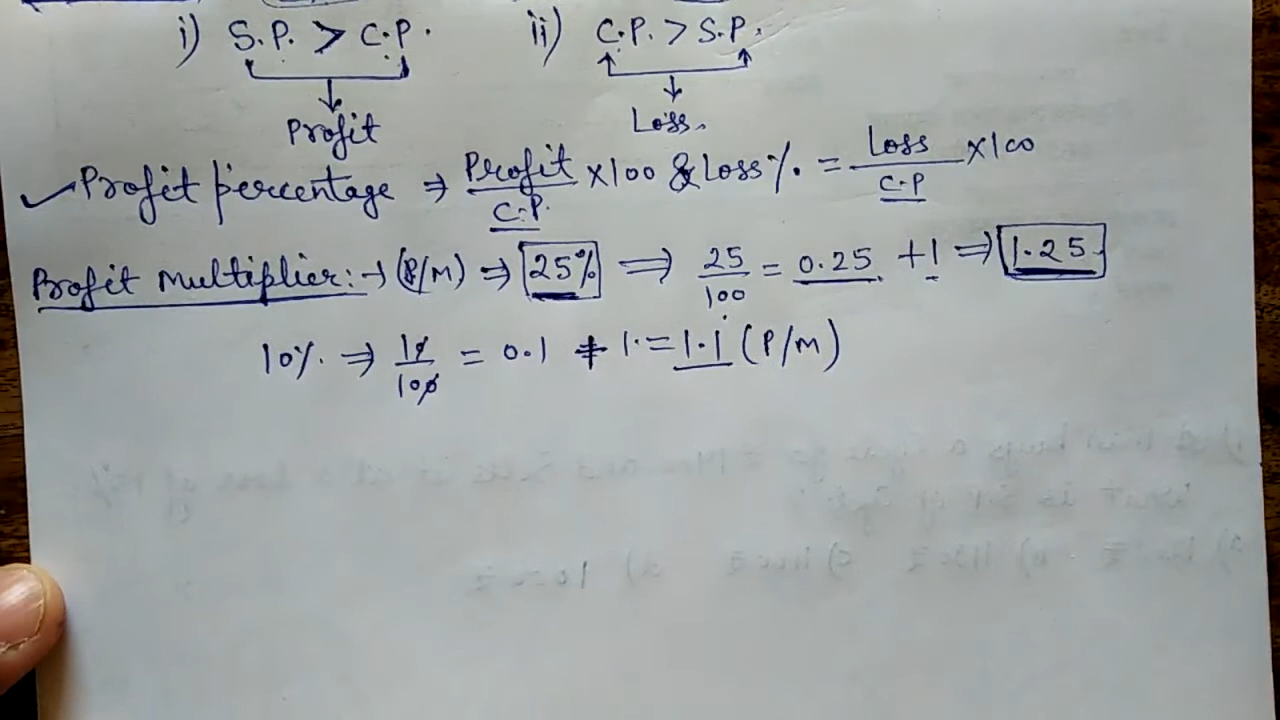 i) S.P. > C.P. ii) C.P. > S.P.
Profit Loss.
✓ Profit percentage ⇒ Profit/C.P. ×100 & Loss% = Loss/C.P ×100
Profit Multiplier:→ (P/M) ⇒ 25% ⇒ 25/100 = 0.25 +1 ⇒ 1.25
10% ⇒ 10/100 = 0.1 + 1 = 1.1 (P/M)